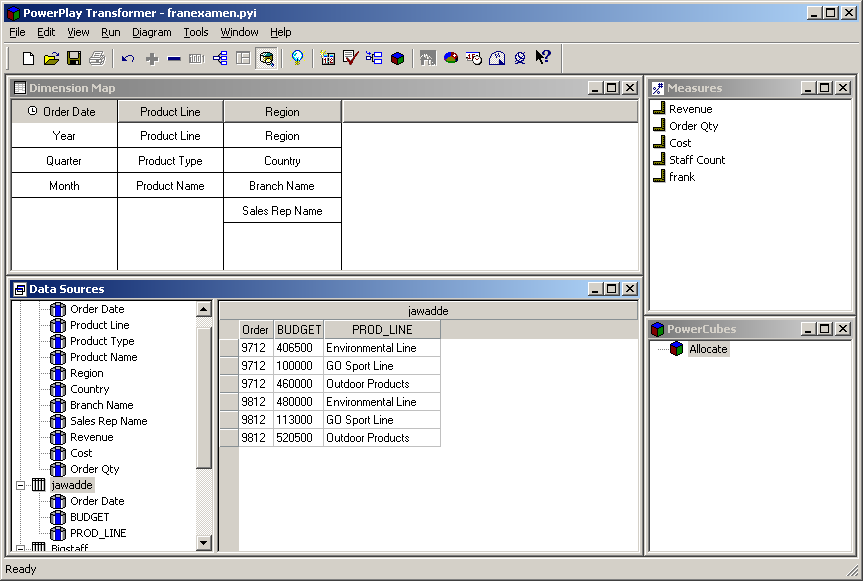 PowerPlay Transformer - franexamen.pyi
File Edit View Run Diagram Tools Window Help
Dimension Map
Order Date Product Line Region
Year Product Line Region
Quarter Product Type Country
Month Product Name Branch Name
Sales Rep Name
Measures
Revenue
Order Qty
Cost
Staff Count
frank
Data Sources
Order Date
Product Line
Product Type
Product Name
Region
Country
Branch Name
Sales Rep Name
Revenue
Cost
Order Qty
jawadde
Order Date
BUDGET
PROD_LINE
Bigstaff
jawadde
Order BUDGET PROD_LINE
9712 406500 Environmental Line
9712 100000 GO Sport Line
9712 460000 Outdoor Products
9812 480000 Environmental Line
9812 113000 GO Sport Line
9812 520500 Outdoor Products
PowerCubes
Allocate
Ready